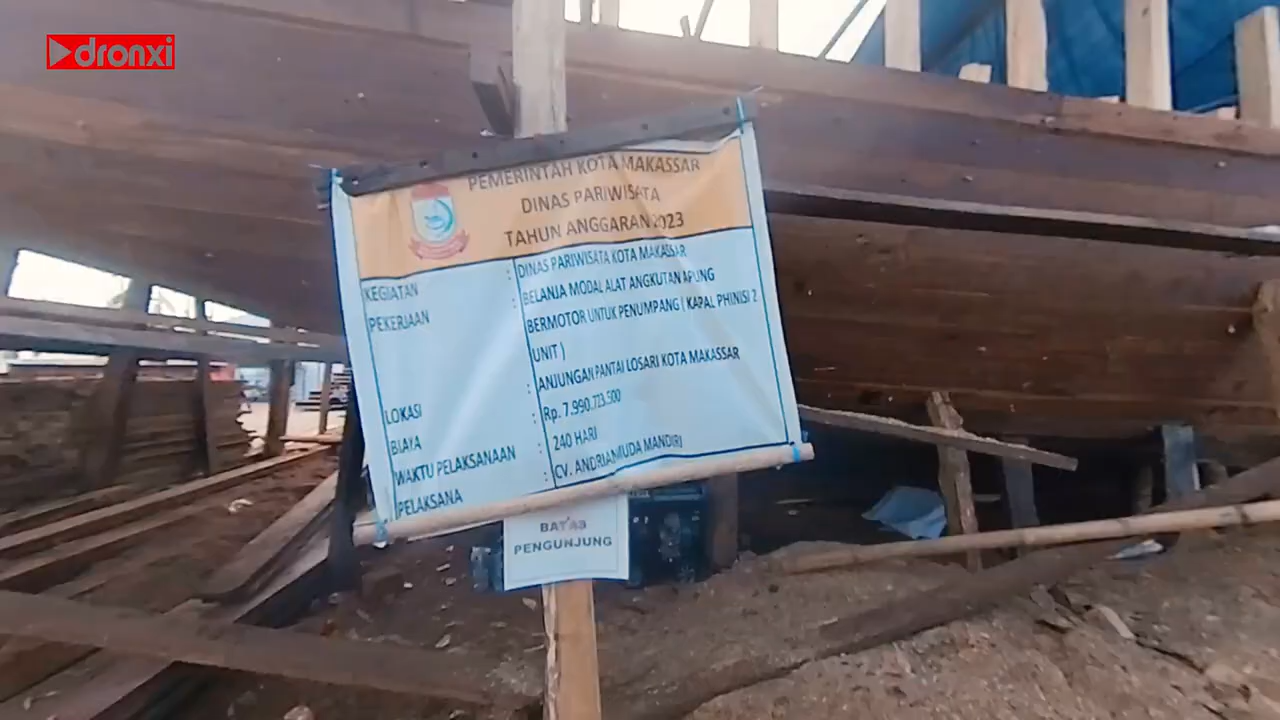 dronxi
PEMERINTAH KOTA MAKASSAR
DINAS PARIWISATA
TAHUN ANGGARAN 2023
KEGIATAN : DINAS PARIWISATA KOTA MAKASSAR
PEKERJAAN : BELANJA MODAL ALAT ANGKUTAN APUNG
BERMOTOR UNTUK PENUMPANG ( KAPAL PHINISI 2
UNIT )
LOKASI : ANJUNGAN PANTAI LOSARI KOTA MAKASSAR
BIAYA : Rp. 7.990.723.500
WAKTU PELAKSANAAN : 240 HARI
PELAKSANA : CV. ANDRIAMUDA MANDIRI
BATAS
PENGUNJUNG